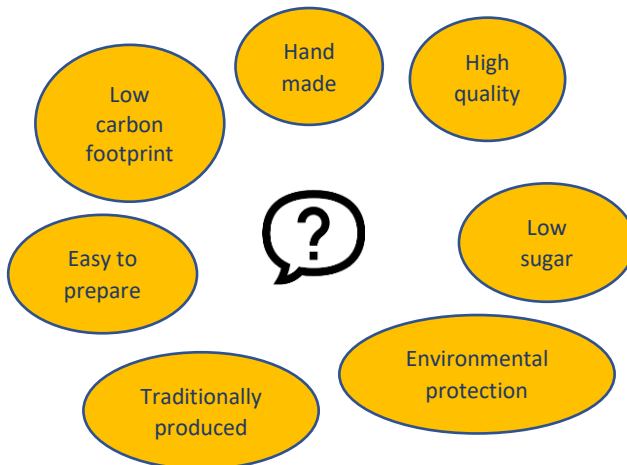 Hand
made
High
quality
Low
carbon
footprint
Low
sugar
Easy to
prepare
Environmental
protection
Traditionally
produced
?